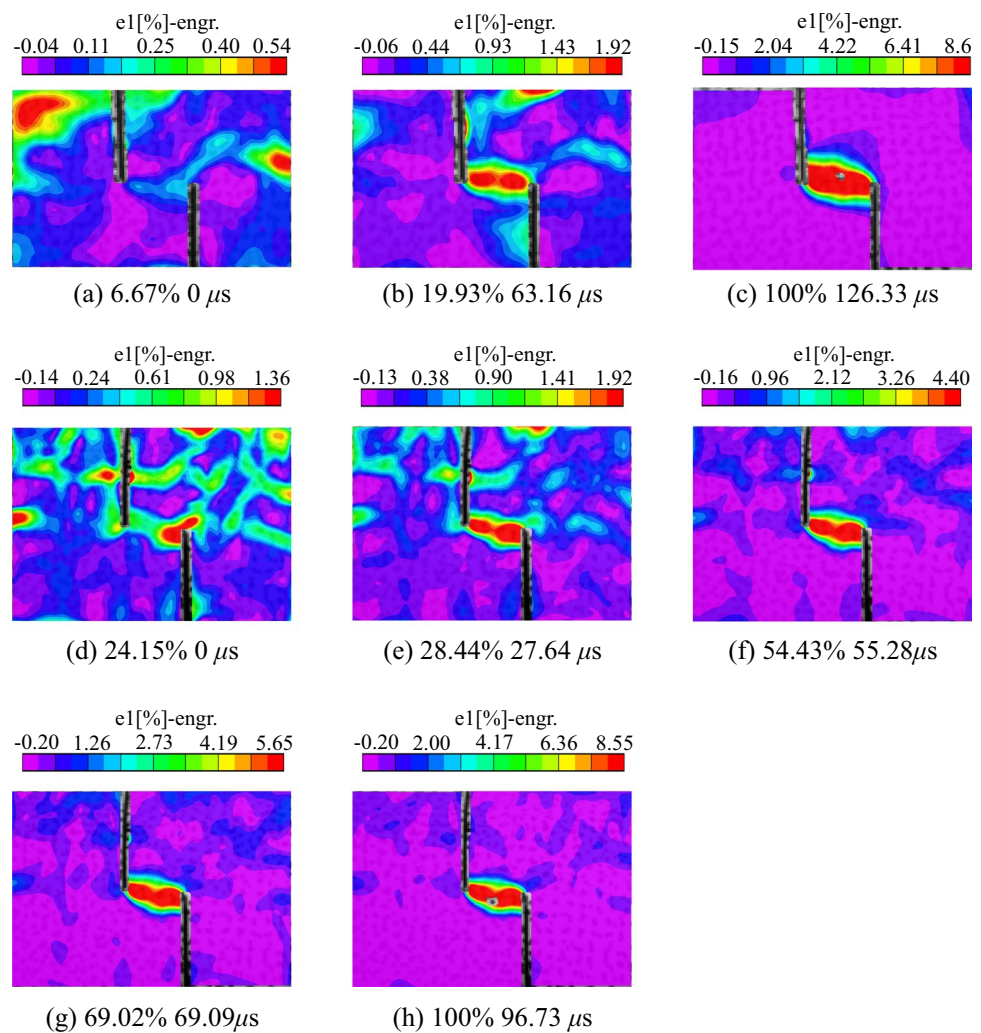 e1[%]-engr.
-0.04 0.11 0.25 0.40 0.54
(a) 6.67% 0 μs
e1[%]-engr.
-0.06 0.44 0.93 1.43 1.92
(b) 19.93% 63.16 μs
e1[%]-engr.
-0.15 2.04 4.22 6.41 8.6
(c) 100% 126.33 μs
e1[%]-engr.
-0.14 0.24 0.61 0.98 1.36
(d) 24.15% 0 μs
e1[%]-engr.
-0.13 0.38 0.90 1.41 1.92
(e) 28.44% 27.64 μs
e1[%]-engr.
-0.16 0.96 2.12 3.26 4.40
(f) 54.43% 55.28μs
e1[%]-engr.
-0.20 1.26 2.73 4.19 5.65
(g) 69.02% 69.09μs
e1[%]-engr.
-0.20 2.00 4.17 6.36 8.55
(h) 100% 96.73 μs